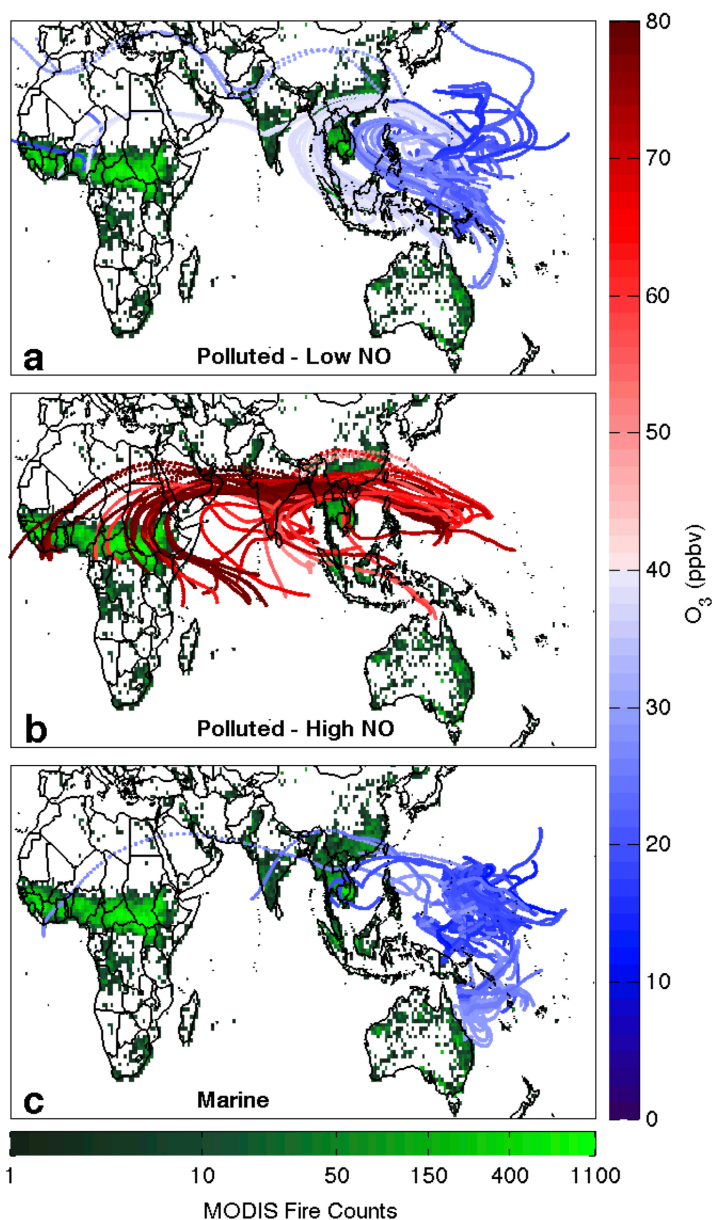 a
Polluted - Low NO
b
Polluted - High NO
c
Marine
80
70
60
50
40
30
20
10
0
O3 (ppbv)
1 10 50 150 400 1100
MODIS Fire Counts